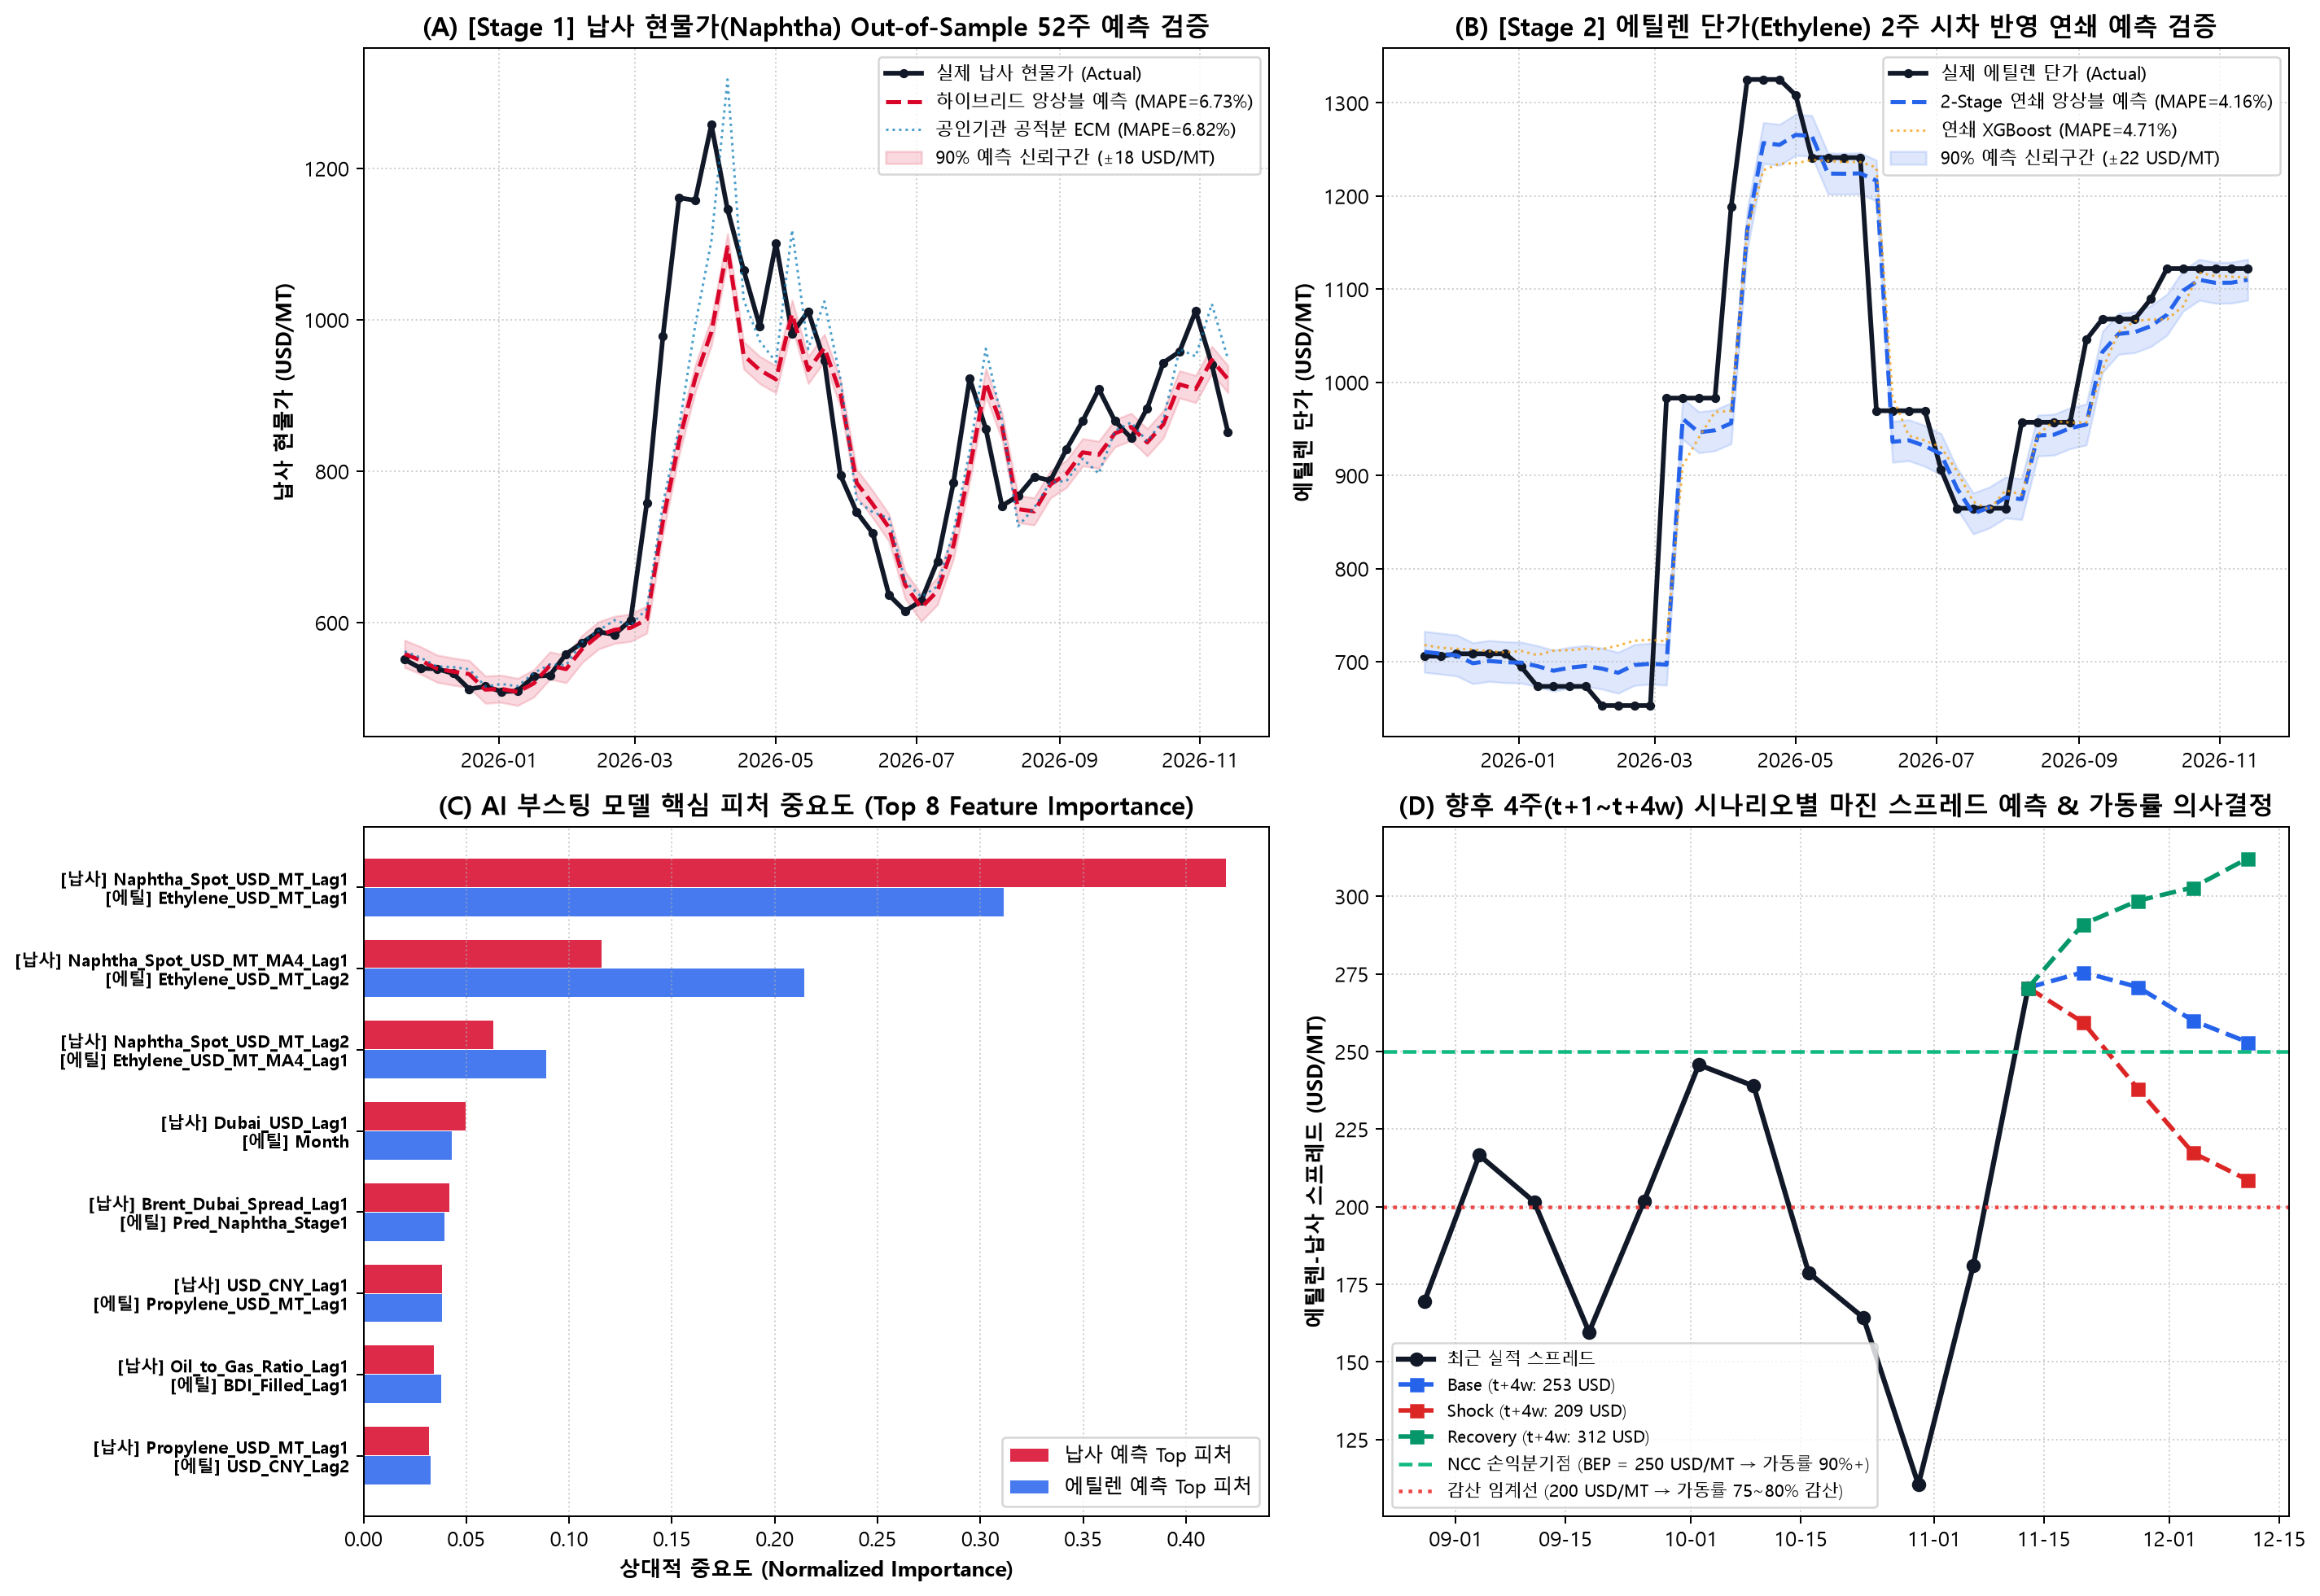 (A) [Stage 1] 납사 현물가(Naphtha) Out-of-Sample 52주 예측 검증
납사 현물가 (USD/MT)
1200
1000
800
600
실제 납사 현물가 (Actual)
하이브리드 앙상블 예측 (MAPE=6.73%)
공인기관 공적분 ECM (MAPE=6.82%)
90% 예측 신뢰구간 (±18 USD/MT)
2026-01
2026-03
2026-05
2026-07
2026-09
2026-11
(B) [Stage 2] 에틸렌 단가(Ethylene) 2주 시차 반영 연쇄 예측 검증
에틸렌 단가 (USD/MT)
1300
1200
1100
1000
900
800
700
실제 에틸렌 단가 (Actual)
2-Stage 연쇄 앙상블 예측 (MAPE=4.16%)
연쇄 XGBoost (MAPE=4.71%)
90% 예측 신뢰구간 (±22 USD/MT)
2026-01
2026-03
2026-05
2026-07
2026-09
2026-11
(C) AI 부스팅 모델 핵심 피처 중요도 (Top 8 Feature Importance)
[납사] Naphtha_Spot_USD_MT_Lag1
[에틸] Ethylene_USD_MT_Lag1
[납사] Naphtha_Spot_USD_MT_MA4_Lag1
[에틸] Ethylene_USD_MT_Lag2
[납사] Naphtha_Spot_USD_MT_Lag2
[에틸] Ethylene_USD_MT_MA4_Lag1
[납사] Dubai_USD_Lag1
[에틸] Month
[납사] Brent_Dubai_Spread_Lag1
[에틸] Pred_Naphtha_Stage1
[납사] USD_CNY_Lag1
[에틸] Propylene_USD_MT_Lag1
[납사] Oil_to_Gas_Ratio_Lag1
[에틸] BDI_Filled_Lag1
[납사] Propylene_USD_MT_Lag1
[에틸] USD_CNY_Lag2
납사 예측 Top 피처
에틸렌 예측 Top 피처
0.00
0.05
0.10
0.15
0.20
0.25
0.30
0.35
0.40
상대적 중요도 (Normalized Importance)
(D) 향후 4주(t+1~t+4w) 시나리오별 마진 스프레드 예측 & 가동률 의사결정
에틸렌-납사 스프레드 (USD/MT)
300
275
250
225
200
175
150
125
최근 실적 스프레드
Base (t+4w: 253 USD)
Shock (t+4w: 209 USD)
Recovery (t+4w: 312 USD)
NCC 손익분기점 (BEP = 250 USD/MT → 가동률 90%+)
감산 임계선 (200 USD/MT → 가동률 75~80% 감산)
09-01
09-15
10-01
10-15
11-01
11-15
12-01
12-15